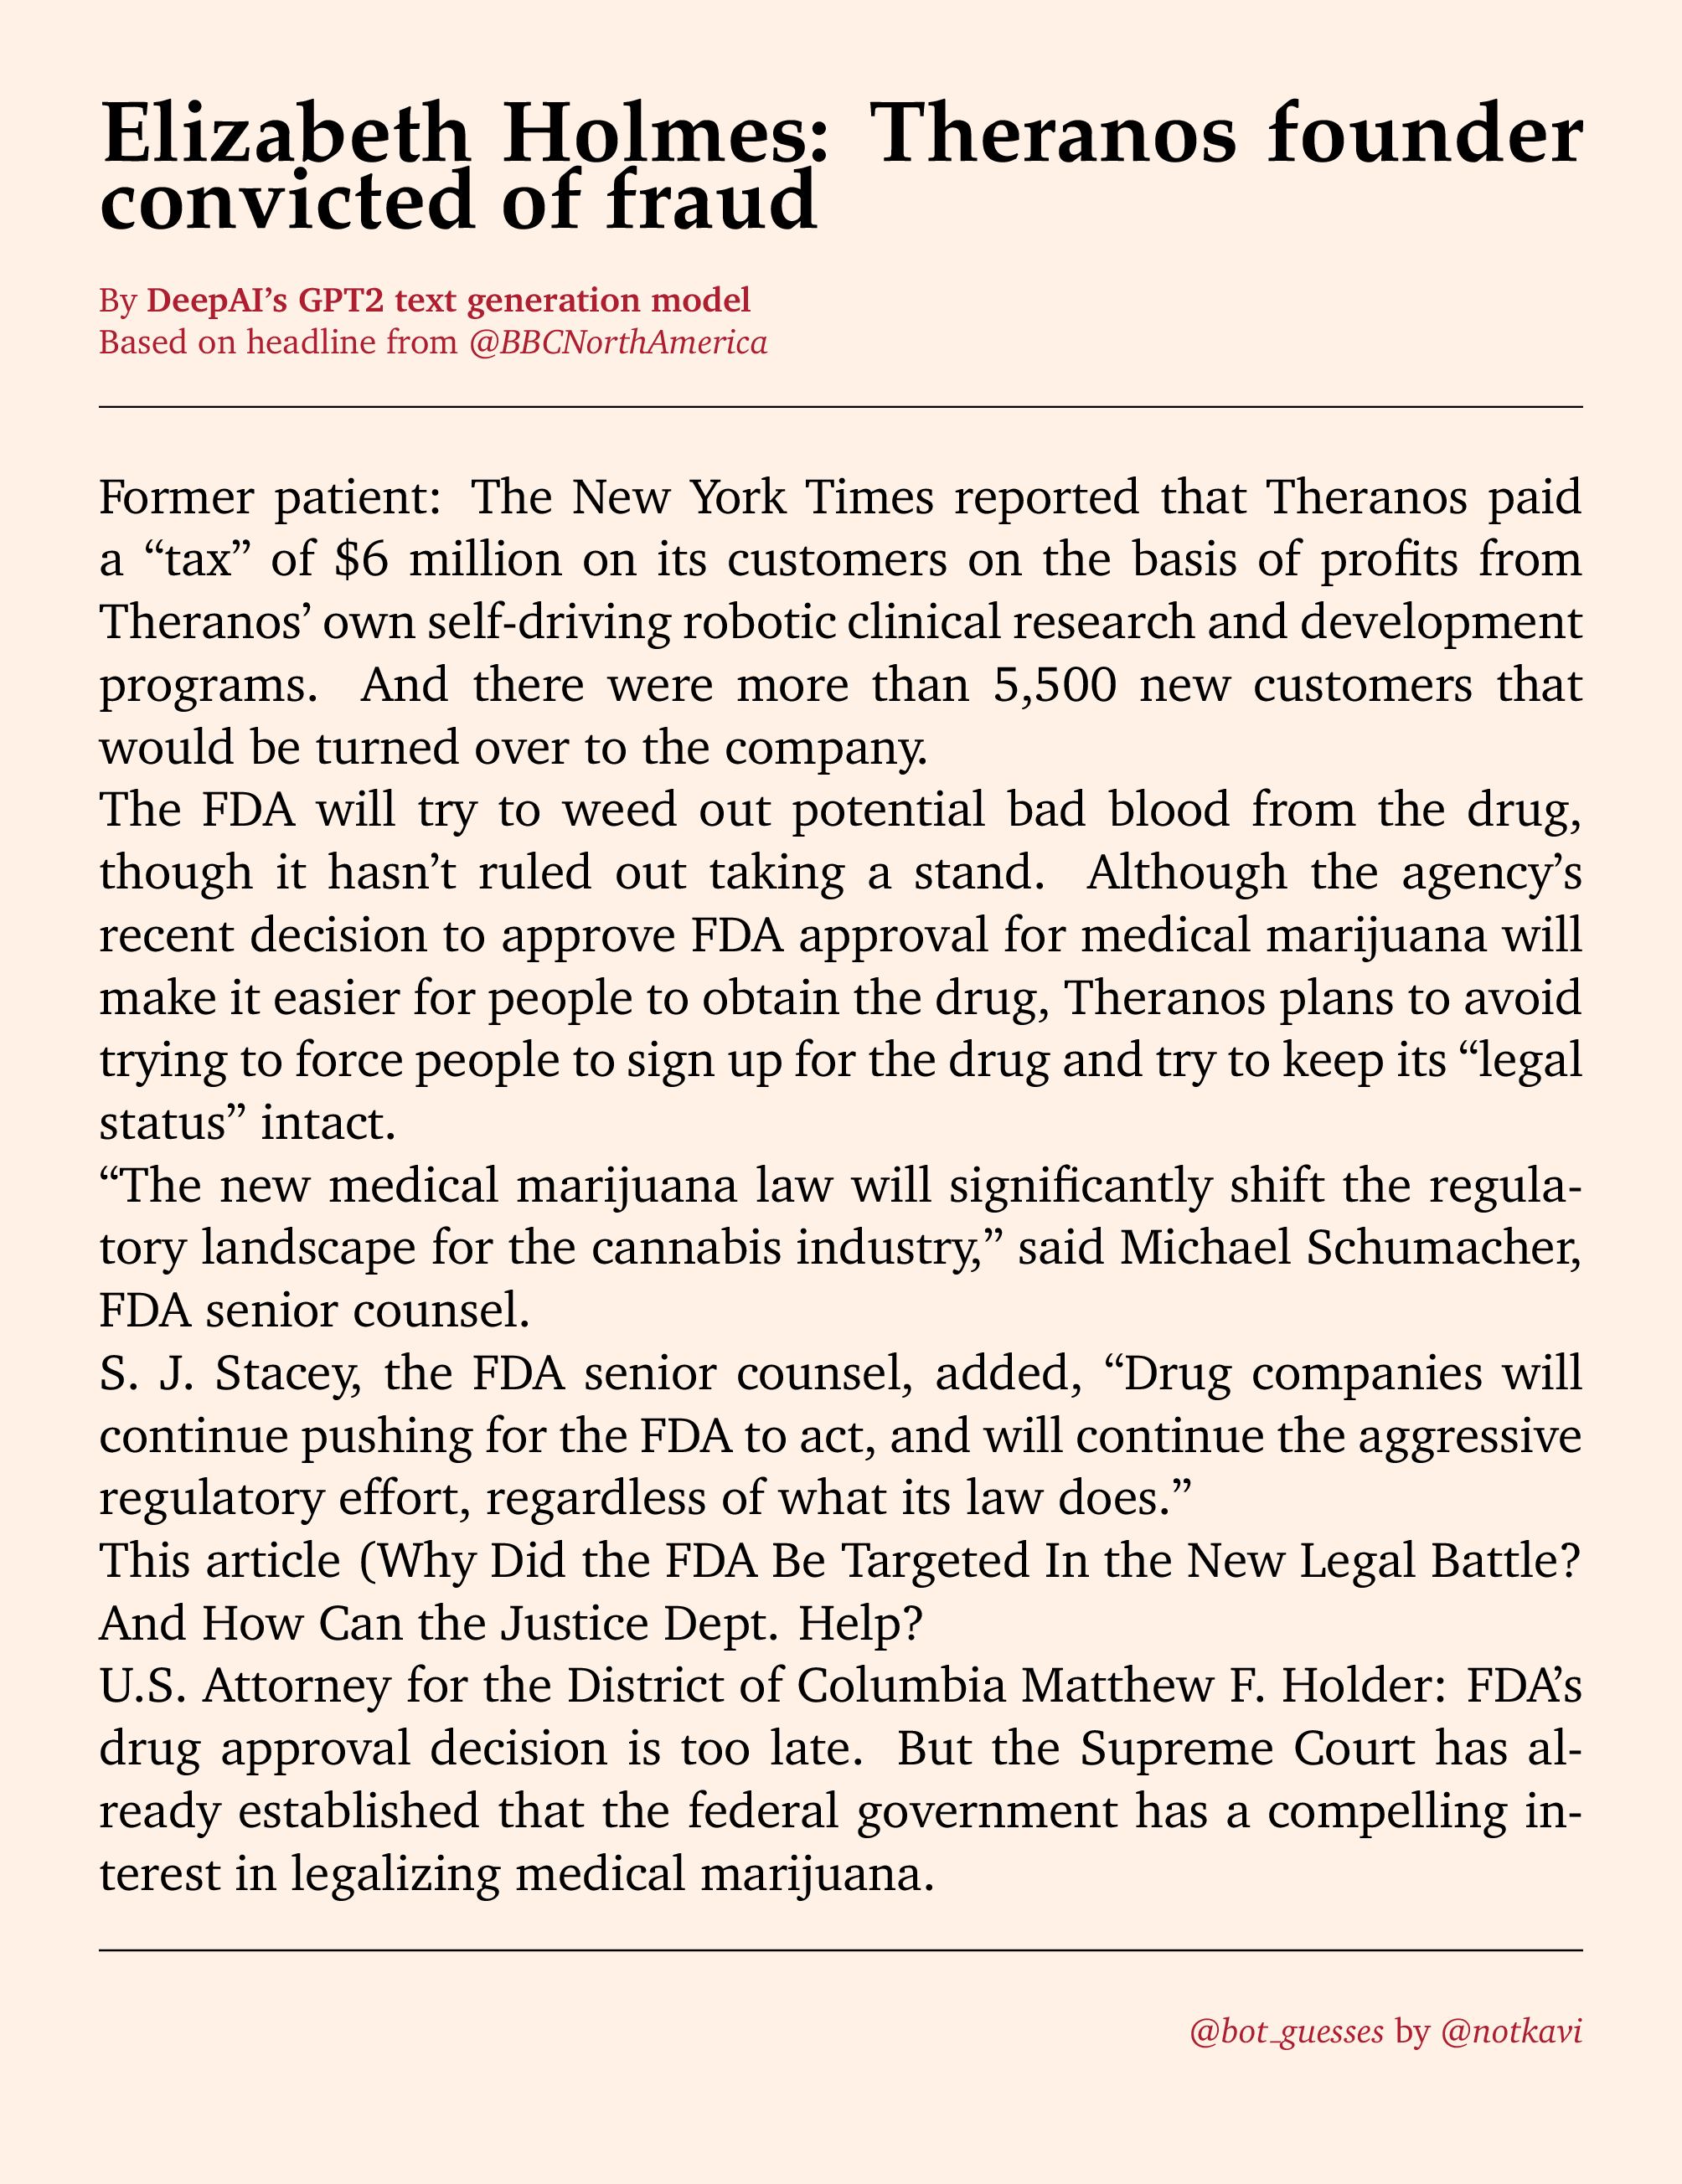 Elizabeth Holmes: Theranos founder
convicted of fraud
By DeepAI's GPT2 text generation model
Based on headline from @BBCNorthAmerica
Former patient: The New York Times reported that Theranos paid
a “tax” of $6 million on its customers on the basis of profits from
Theranos’ own self-driving robotic clinical research and development
programs. And there were more than 5,500 new customers that
would be turned over to the company.
The FDA will try to weed out potential bad blood from the drug,
though it hasn’t ruled out taking a stand. Although the agency’s
recent decision to approve FDA approval for medical marijuana will
make it easier for people to obtain the drug, Theranos plans to avoid
trying to force people to sign up for the drug and try to keep its “legal
status” intact.
“The new medical marijuana law will significantly shift the regula-
tory landscape for the cannabis industry,” said Michael Schumacher,
FDA senior counsel.
S. J. Stacey, the FDA senior counsel, added, “Drug companies will
continue pushing for the FDA to act, and will continue the aggressive
regulatory effort, regardless of what its law does.”
This article (Why Did the FDA Be Targeted In the New Legal Battle?
And How Can the Justice Dept. Help?
U.S. Attorney for the District of Columbia Matthew F. Holder: FDA’s
drug approval decision is too late. But the Supreme Court has al-
ready established that the federal government has a compelling in-
terest in legalizing medical marijuana.
@bot_guesses by @notkavi